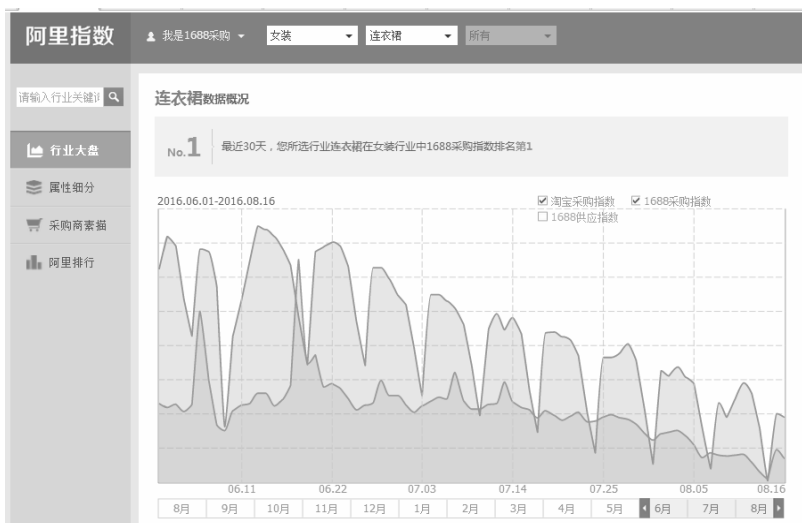 阿里指数
我是1688采购
女装
连衣裙
所有
请输入行业关键词
行业大盘
属性细分
采购商素描
阿里排行
连衣裙数据概况
No.1
最近30天，您所选行业连衣裙在女装行业中1688采购指数排名第1
2016.06.01-2016.08.16
淘宝采购指数
1688采购指数
1688供应指数
06.11 06.22 07.03 07.14 07.25 08.05 08.16
8月 9月 10月 11月 12月 1月 2月 3月 4月 5月 6月 7月 8月